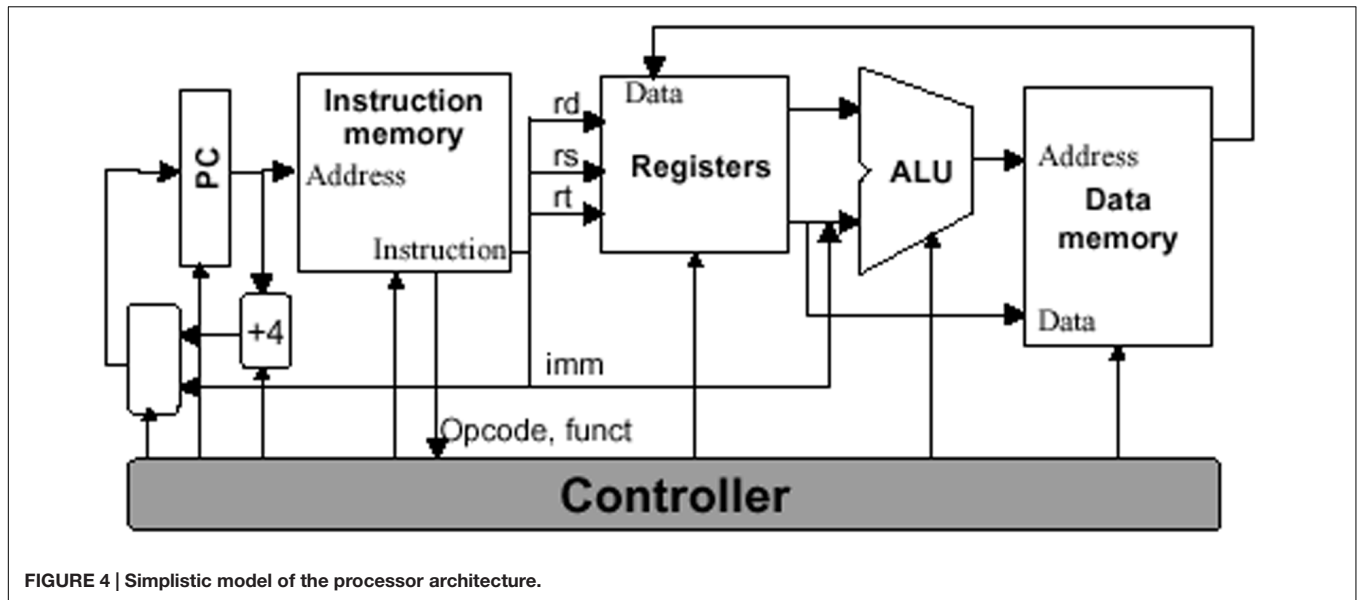 PC
Instruction
memory
Address
Instruction
+4
rd
rs
rt
imm
Opcode, funct
Data
Registers
ALU
Address
Data
memory
Data
Controller
FIGURE 4 | Simplistic model of the processor architecture.